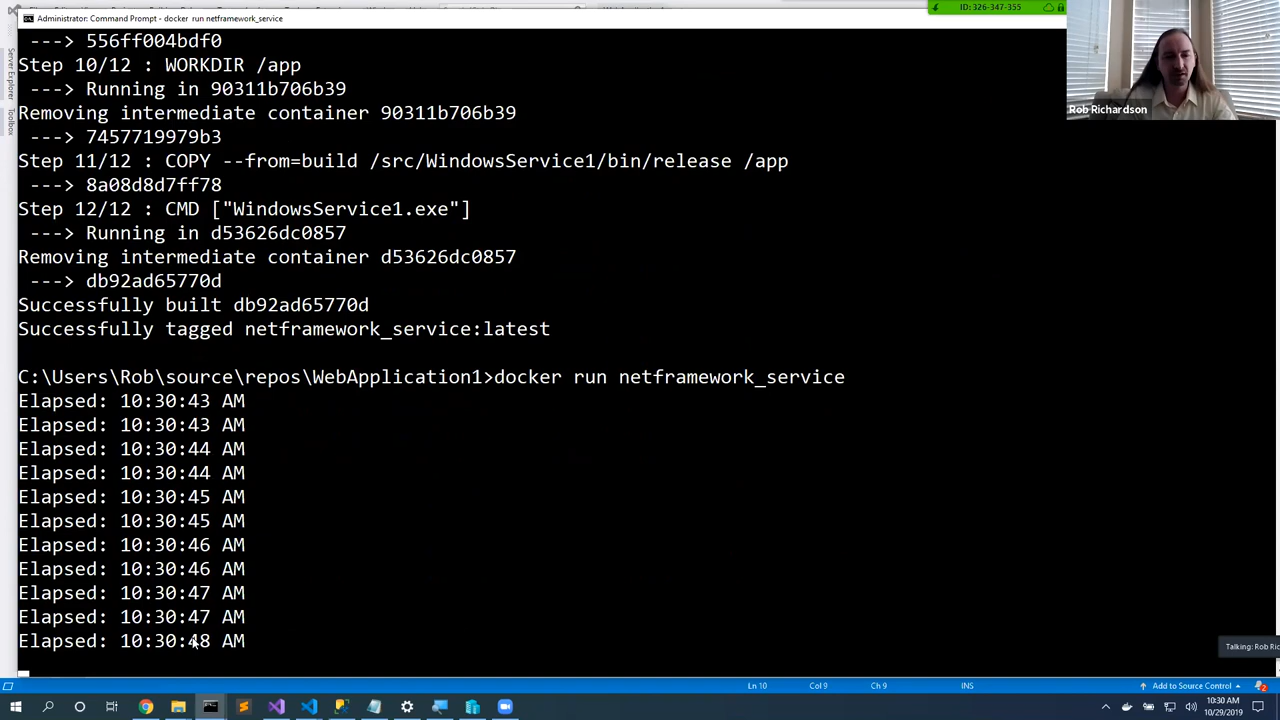 Administrator: Command Prompt - docker run netframework_service
ID: 326-347-355
---> 556ff004bdf0
Step 10/12 : WORKDIR /app
---> Running in 90311b706b39
Removing intermediate container 90311b706b39
---> 7457719979b3
Step 11/12 : COPY --from=build /src/WindowsService1/bin/release /app
---> 8a08d8d7ff78
Step 12/12 : CMD ["WindowsService1.exe"]
---> Running in d53626dc0857
Removing intermediate container d53626dc0857
---> db92ad65770d
Successfully built db92ad65770d
Successfully tagged netframework_service:latest
C:\Users\Rob\source\repos\WebApplication1>docker run netframework_service
Elapsed: 10:30:43 AM
Elapsed: 10:30:43 AM
Elapsed: 10:30:44 AM
Elapsed: 10:30:44 AM
Elapsed: 10:30:45 AM
Elapsed: 10:30:45 AM
Elapsed: 10:30:46 AM
Elapsed: 10:30:46 AM
Elapsed: 10:30:47 AM
Elapsed: 10:30:47 AM
Elapsed: 10:30:48 AM
Rob Richardson
Server Explorer
Toolbox
Talking: Rob Ric
Ln 10 Col 9 Ch 9 INS Add to Source Control 2
10:30 AM
10/29/2019